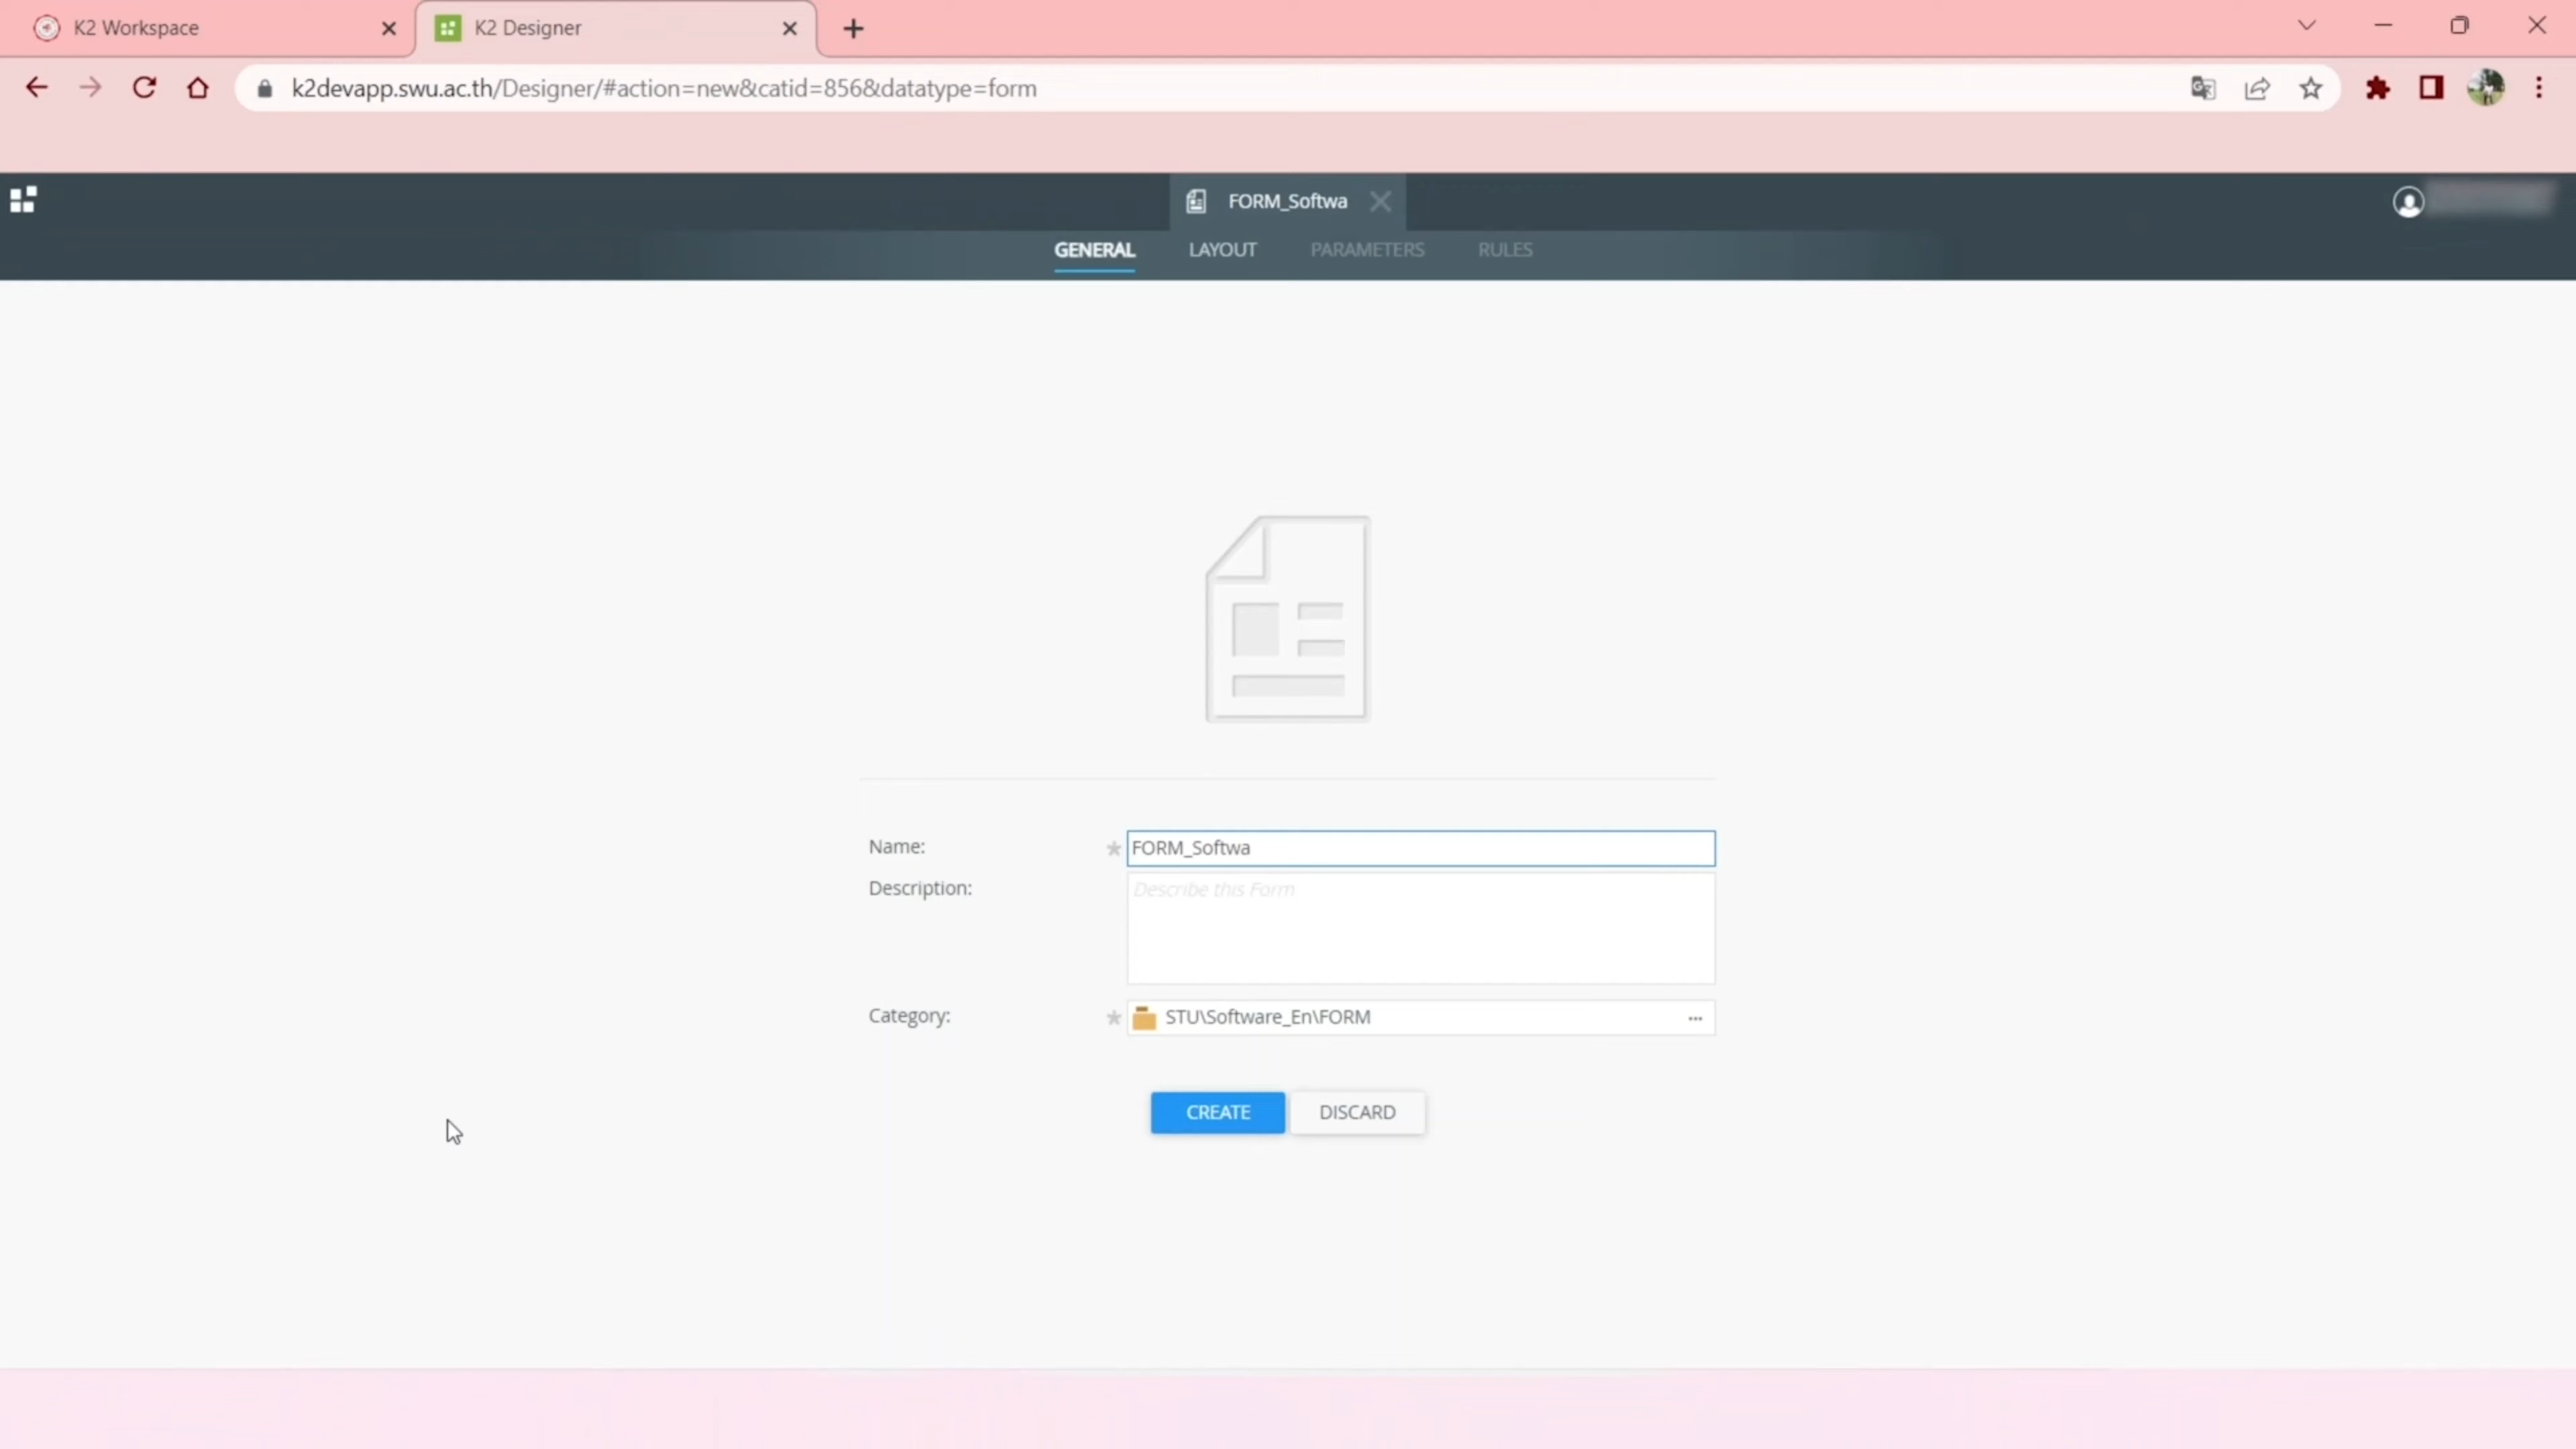 K2 Workspace
K2 Designer
k2devapp.swu.ac.th/Designer/#action=new&catid=856&datatype=form
FORM_Softwa
GENERAL LAYOUT PARAMETERS RULES
Name: * FORM_Softwa
Description: Describe this Form
Category: * STU\Software_En\FORM ...
CREATE DISCARD